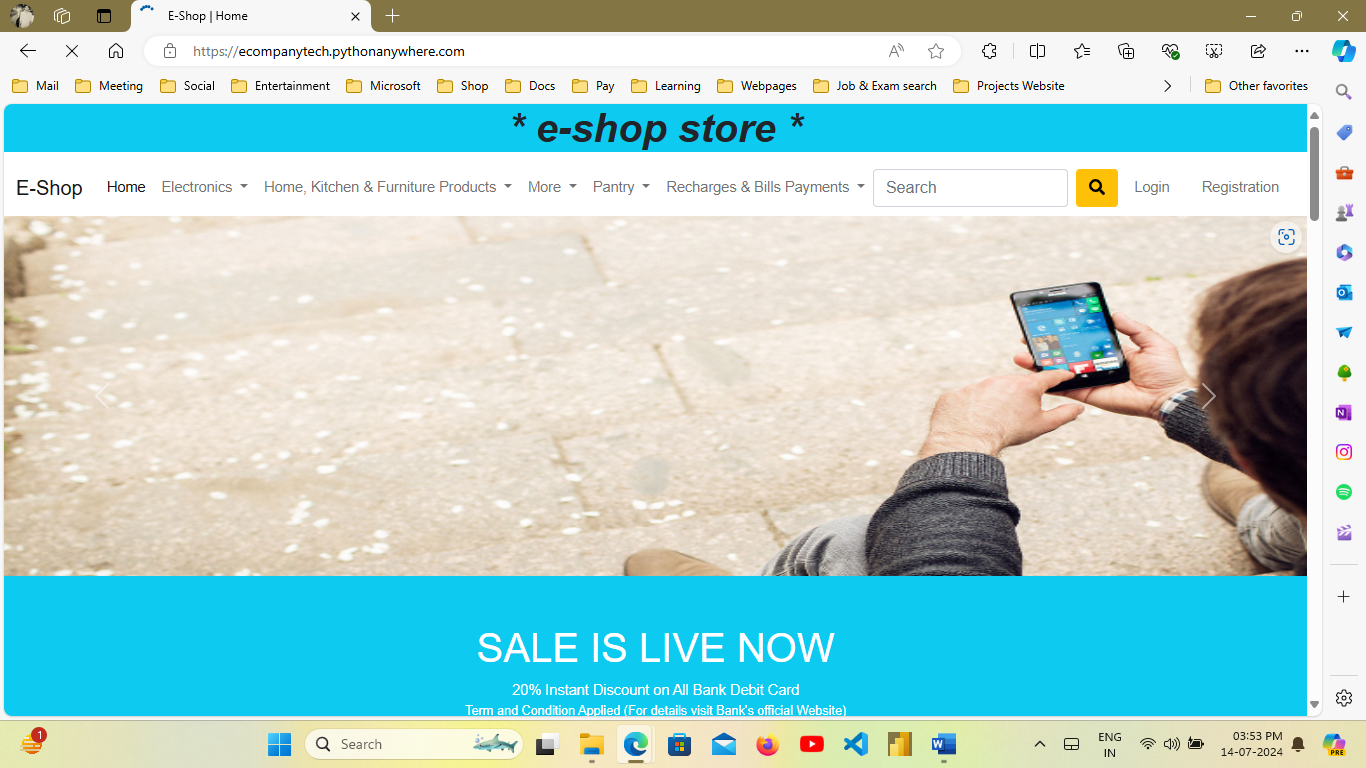 E-Shop | Home
https://ecompanytech.pythonanywhere.com
Mail Meeting Social Entertainment Microsoft Shop Docs Pay Learning Webpages Job & Exam search Projects Website Other favorites
* e-shop store *
E-Shop Home Electronics Home, Kitchen & Furniture Products More Pantry Recharges & Bills Payments Search Login Registration
SALE IS LIVE NOW
20% Instant Discount on All Bank Debit Card
Term and Condition Applied (For details visit Bank's official Website)
1 Search ENG 03:53 PM
IN 14-07-2024 PRE